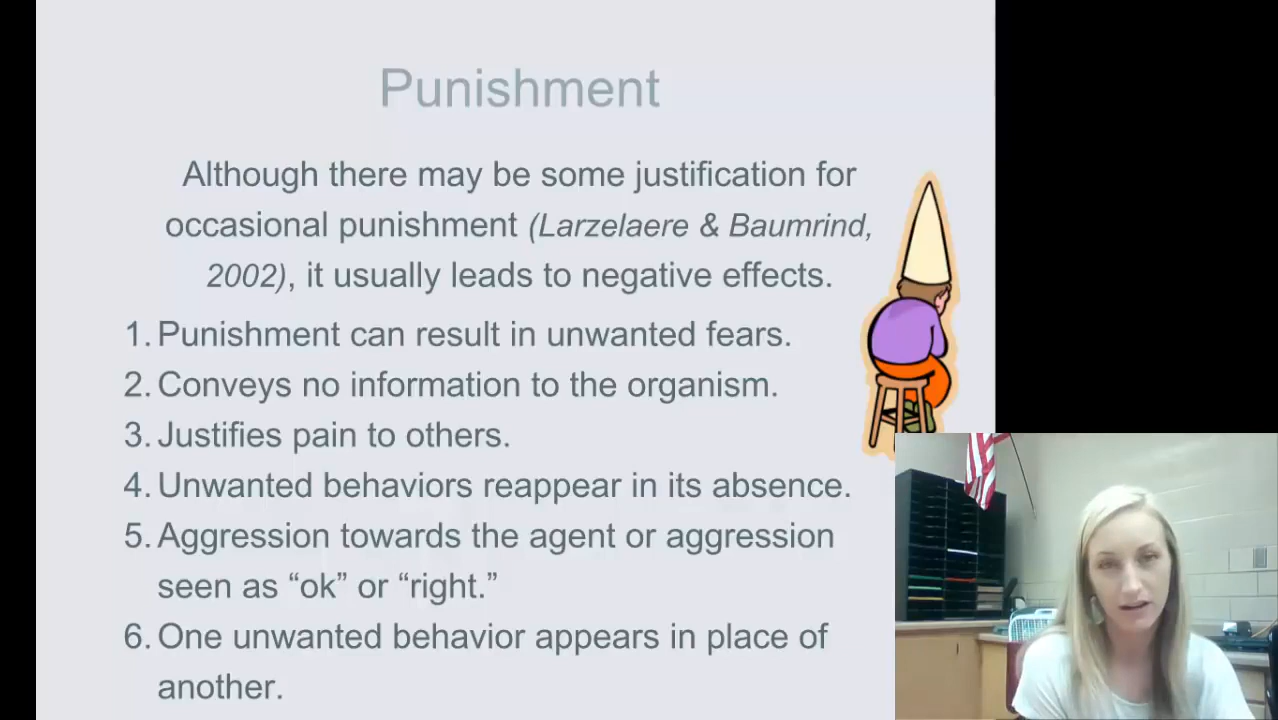 Punishment
Although there may be some justification for
occasional punishment (Larzelaere & Baumrind,
2002), it usually leads to negative effects.
1. Punishment can result in unwanted fears.
2. Conveys no information to the organism.
3. Justifies pain to others.
4. Unwanted behaviors reappear in its absence.
5. Aggression towards the agent or aggression
seen as “ok” or “right.”
6. One unwanted behavior appears in place of
another.